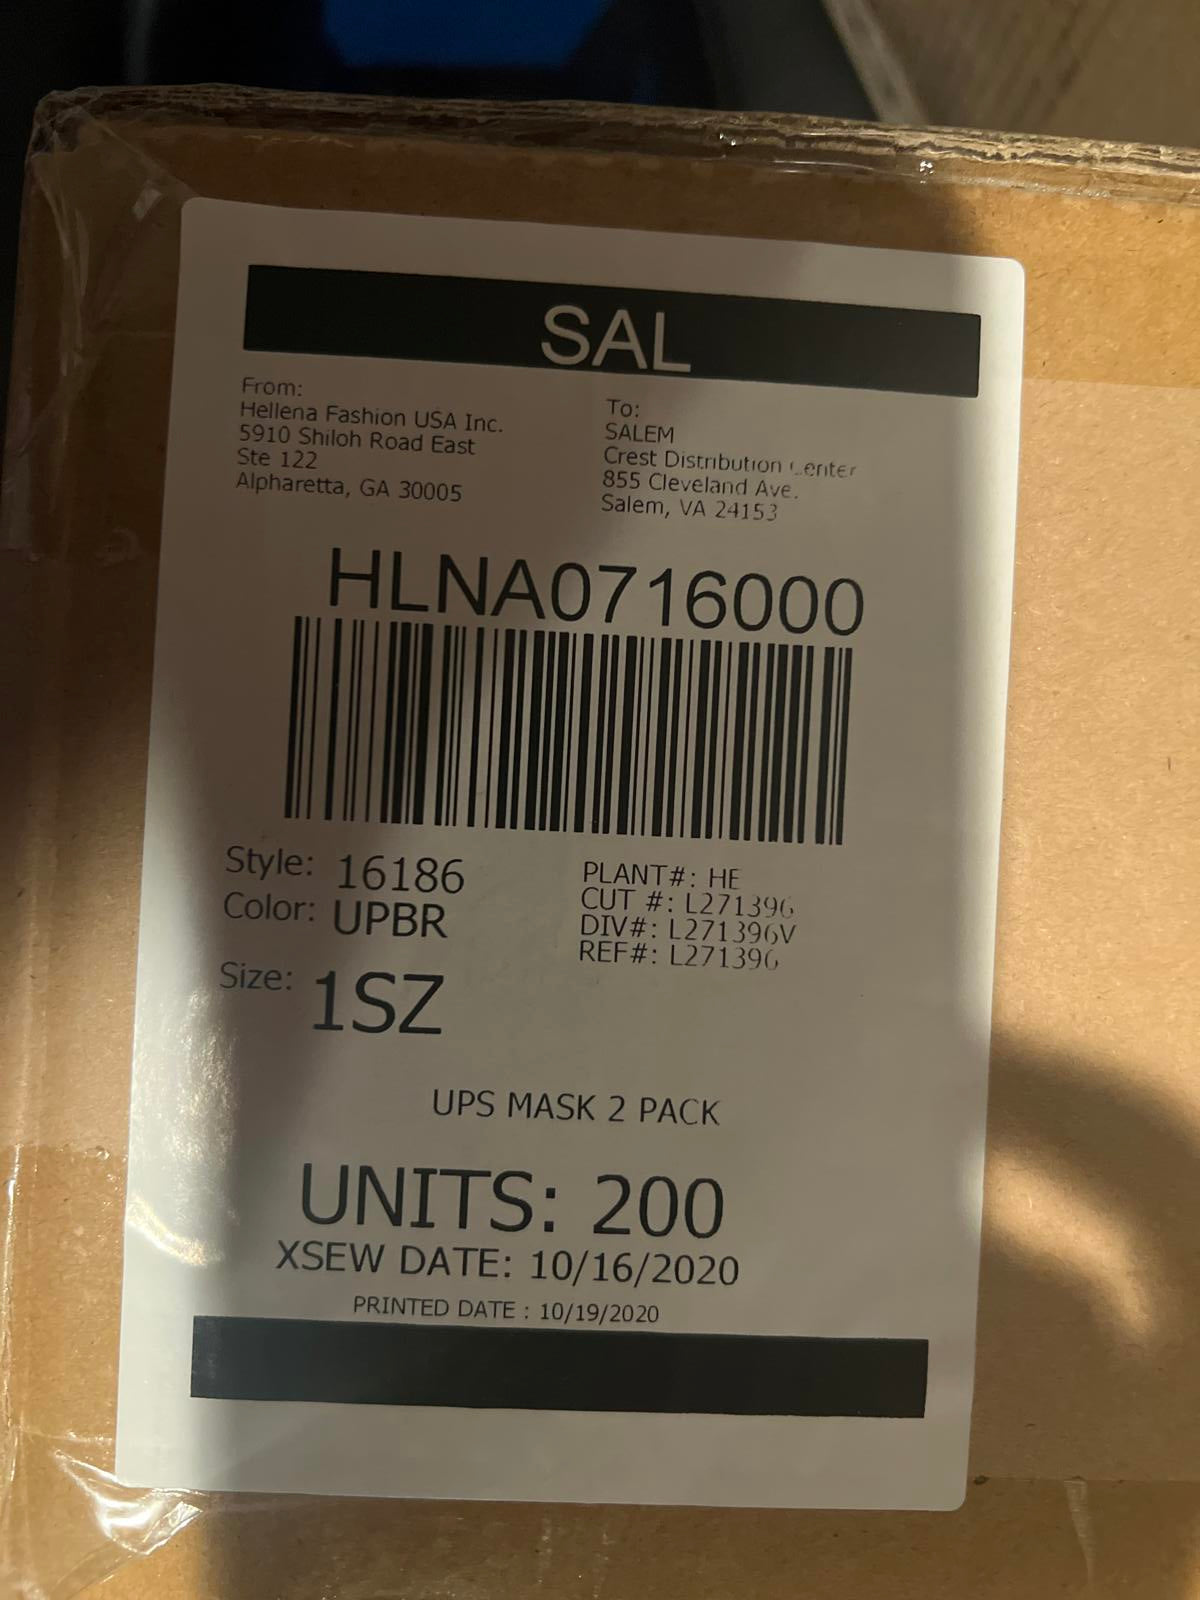 SAL
From:
Hellena Fashion USA Inc.
5910 Shiloh Road East
Ste 122
Alpharetta, GA 30005
To:
SALEM
Crest Distribution Center
855 Cleveland Ave.
Salem, VA 24153
HLNA0716000
Style: 16186
Color: UPBR
Size: 1SZ
PLANT#: HE
CUT #: L271396
DIV#: L271396V
REF#: L271396
UPS MASK 2 PACK
UNITS: 200
XSEW DATE: 10/16/2020
PRINTED DATE : 10/19/2020